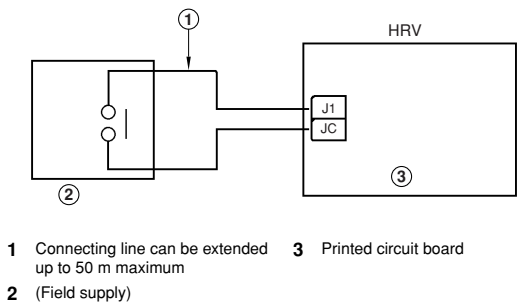 1
HRV
J1
JC
2
3
1 Connecting line can be extended up to 50 m maximum
2 (Field supply)
3 Printed circuit board